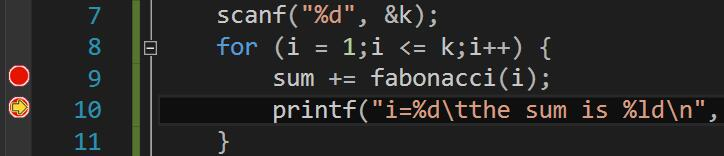 7 scanf("%d", &k);
8 for (i = 1;i <= k;i++) {
9 sum += fabonacci(i);
10 printf("i=%d\tthe sum is %ld\n",
11 }